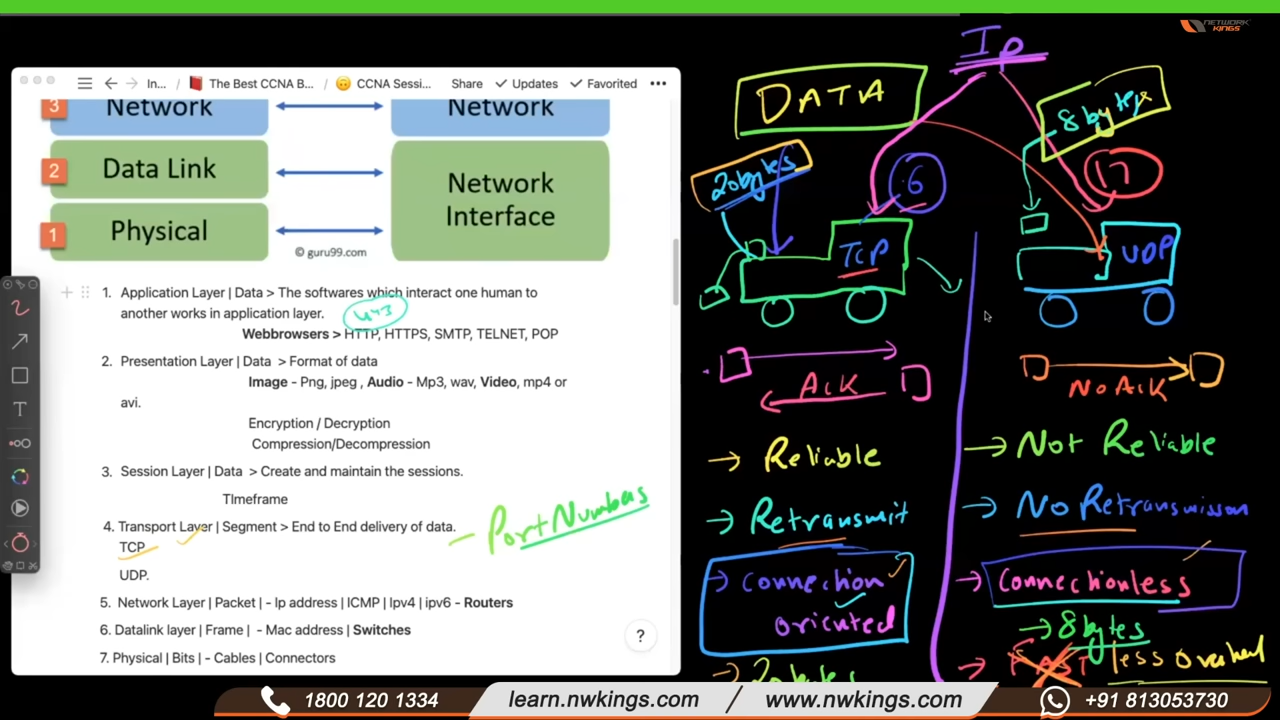 NETWORK
KINGS
In... / The Best CCNA B... / CCNA Sessi... Share Updates Favorited •••
3 Network Network
2 Data Link
Network
Interface
1 Physical
© guru99.com
1. Application Layer | Data > The softwares which interact one human to
another works in application layer.
443
Webbrowsers > HTTP, HTTPS, SMTP, TELNET, POP
2. Presentation Layer | Data > Format of data
Image - Png, jpeg , Audio - Mp3, wav, Video, mp4 or
avi.
Encryption / Decryption
Compression/Decompression
3. Session Layer | Data > Create and maintain the sessions.
TImeframe
4. Transport Layer | Segment > End to End delivery of data.
TCP
UDP.
Port Numbers
5. Network Layer | Packet | - Ip address | ICMP | Ipv4 | ipv6 - Routers
6. Datalink layer | Frame | - Mac address | Switches
7. Physical | Bits | - Cables | Connectors
?
T
Ip
DATA
20bytes
6
TCP
Ack
→ Reliable
→ Retransmit
→ Connection
oriented
→ 20bytes
8 bytes
17
UDP
No Ack
→ Not Reliable
→ No Retransmission
→ Connectionless
→ 8 bytes
→ FAST less overhead
1800 120 1334 learn.nwkings.com / www.nwkings.com +91 813053730